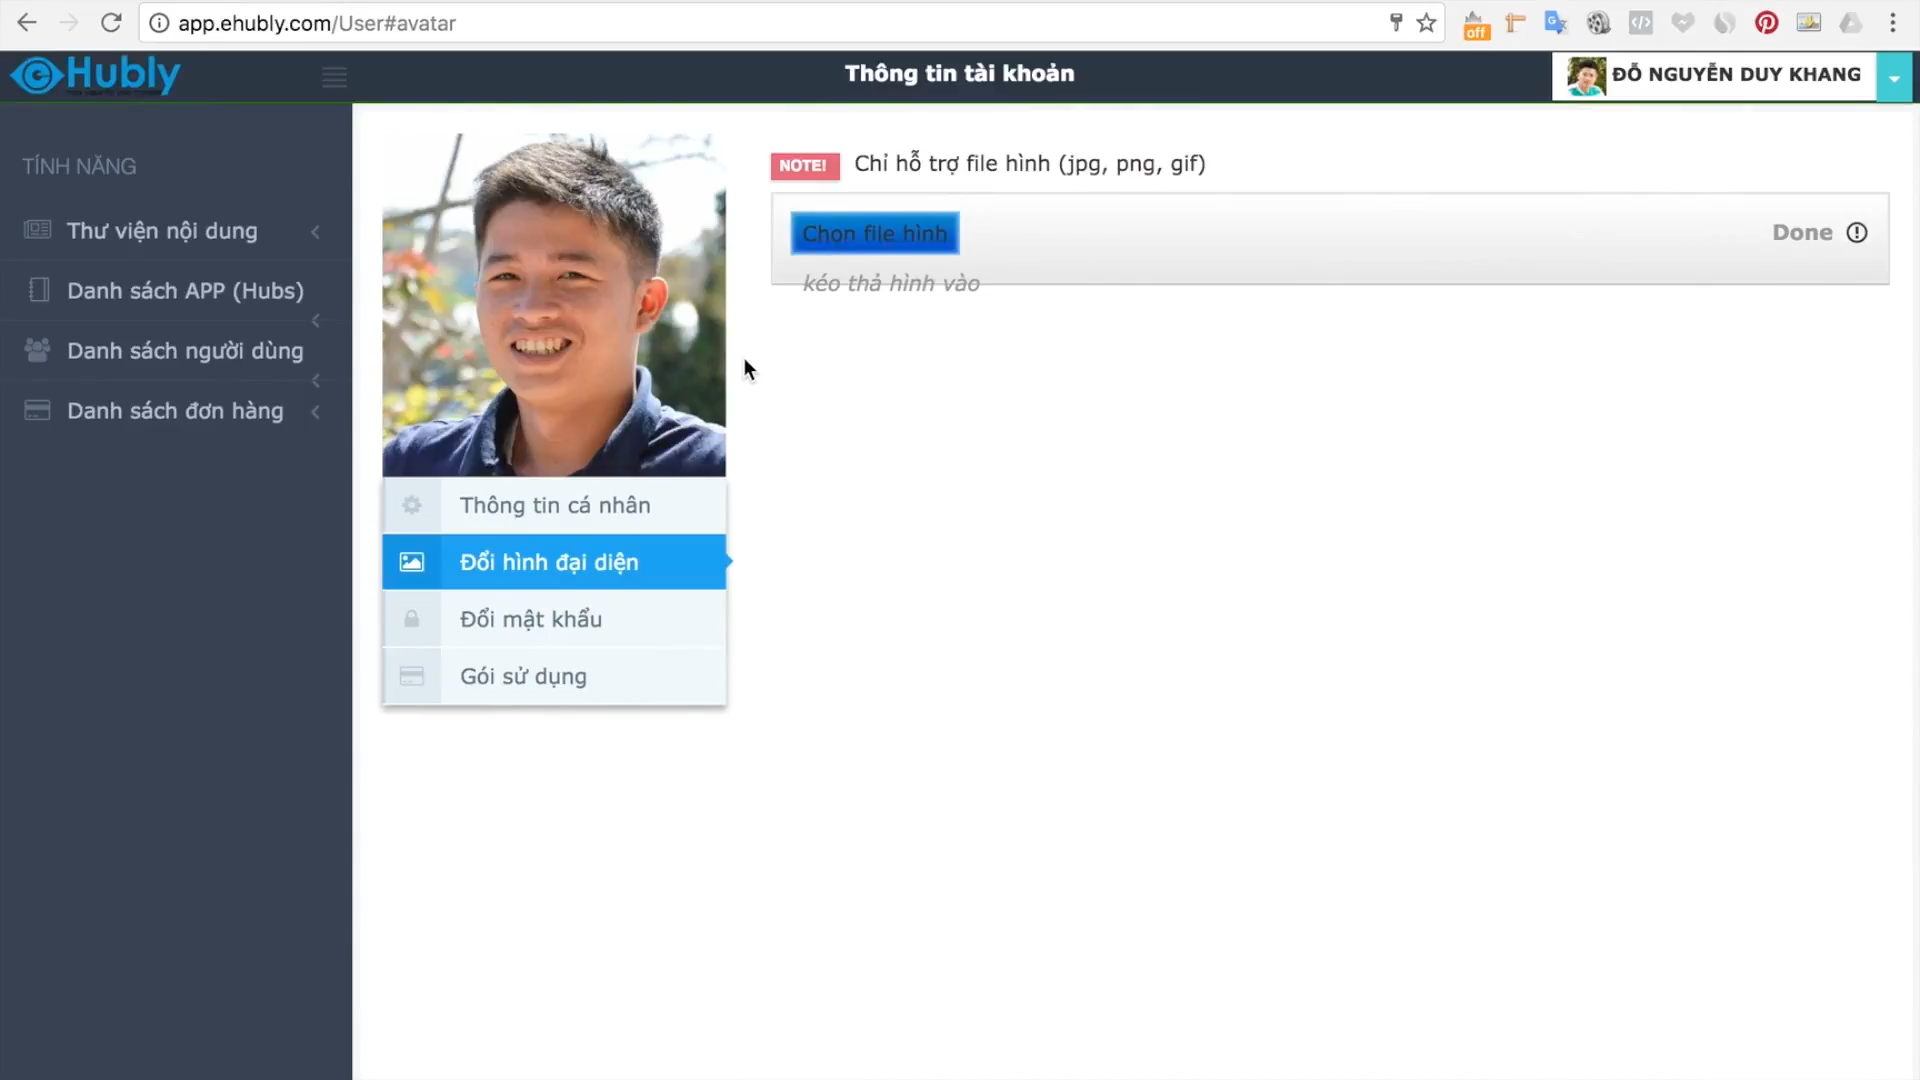 app.ehubly.com/User#avatar
off
eHubly
Thông tin tài khoản
ĐỖ NGUYỄN DUY KHANG
TÍNH NĂNG
Thư viện nội dung
Danh sách APP (Hubs)
Danh sách người dùng
Danh sách đơn hàng
NOTE! Chỉ hỗ trợ file hình (jpg, png, gif)
Chọn file hình
Done
kéo thả hình vào
Thông tin cá nhân
Đổi hình đại diện
Đổi mật khẩu
Gói sử dụng